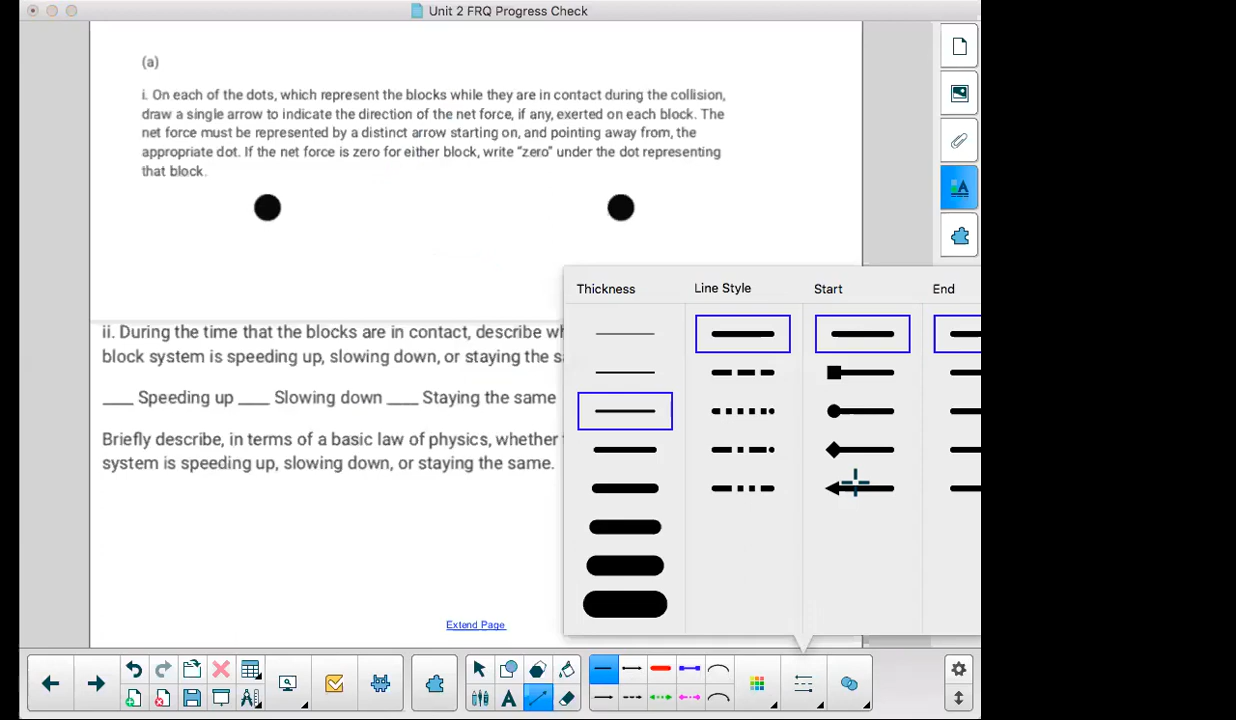 Unit 2 FRQ Progress Check
(a)
i. On each of the dots, which represent the blocks while they are in contact during the collision,
draw a single arrow to indicate the direction of the net force, if any, exerted on each block. The
net force must be represented by a distinct arrow starting on, and pointing away from, the
appropriate dot. If the net force is zero for either block, write “zero” under the dot representing
that block.
Thickness Line Style Start End
ii. During the time that the blocks are in contact, describe
block system is speeding up, slowing down, or staying the
____ Speeding up ____ Slowing down ____ Staying the same
Briefly describe, in terms of a basic law of physics, whether
system is speeding up, slowing down, or staying the same.
Extend Page
A
A